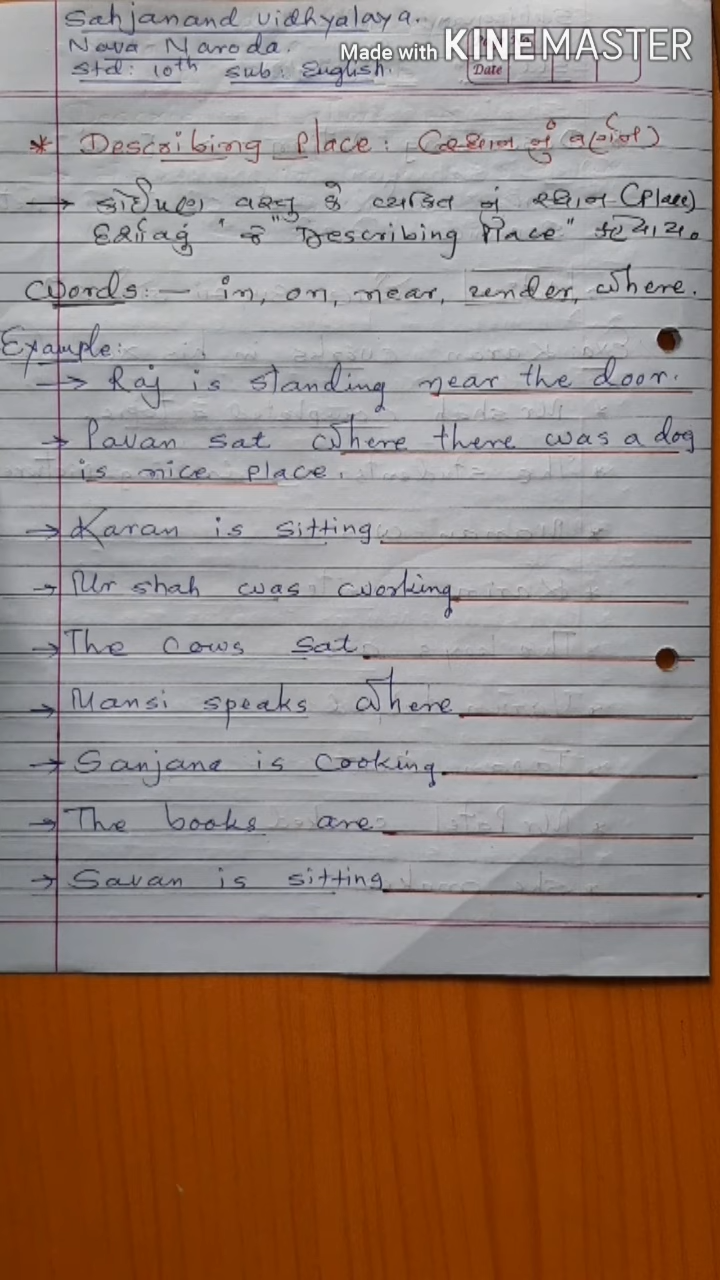 Sahjanand Vidhyalaya.
Nava Naroda.
Std: 10th Sub: English.
Made with KINEMASTER
Date
* Describing Place: (સ્થાન નું વર્ણન)
→ કોઈપણ વસ્તુ કે વ્યક્તિ નું સ્થાન (Place)
દર્શાવવું "તે" "Describing Place" કહેવાય.
Words:- in, on, near, under, where.
Example:
→ Raj is standing near the door.
→ Pavan sat where there was a dog
is nice place.
→ Karan is sitting
→ Mr shah was working
→ The cows sat
→ Mansi speaks where
→ Sanjana is cooking
→ The books are
→ Savan is sitting